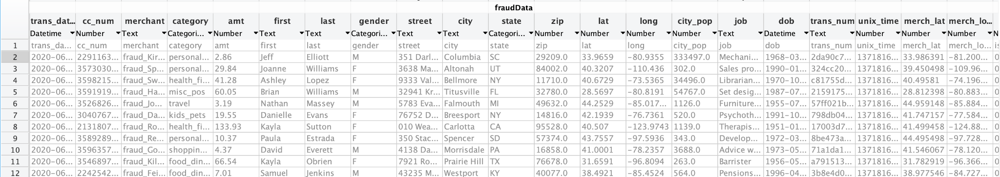 fraudData
trans_dat... cc_num merchant category amt first last gender street city state zip lat long city_pop job dob trans_num unix_time merch_lat merch_lo...
Datetime Number Text Categori... Number Text Text Categori... Text Text Categori... Number Number Number Number Text Datetime Text Number Number Number N
1 trans_da... cc_num merchant category amt first last gender street city state zip lat long city_pop job dob trans_num unix_time merch_lat merch_lo... is
2 2020-06... 2291163... fraud_Kir... personal... 2.86 Jeff Elliott M 351 Darl... Columbia SC 29209.0 33.9659 -80.9355 333497.0 Mechani... 1968-03... 2da90c7... 1371816... 33.986391 -81.200... 0
3 2020-06... 3573030... fraud_Sp... personal... 29.84 Joanne Williams F 3638 Ma... Altonah UT 84002.0 40.3207 -110.436 302.0 Sales pro... 1990-01... 324cc20... 1371816... 39.450498 -109.96... 0
4 2020-06... 3598215... fraud_Sw... health_fi... 41.28 Ashley Lopez F 9333 Val... Bellmore NY 11710.0 40.6729 -73.5365 34496.0 Librarian... 1970-10... c81755d... 1371816... 40.49581 -74.196... 0
5 2020-06... 3591919... fraud_Ha... misc_pos 60.05 Brian Williams M 32941 Kr... Titusville FL 32780.0 28.5697 -80.8191 54767.0 Set desig... 1987-07... 2159175... 1371816... 28.812398 -80.883... 0
6 2020-06... 3526826... fraud_Jo... travel 3.19 Nathan Massey M 5783 Eva... Falmouth MI 49632.0 44.2529 -85.017... 1126.0 Furniture... 1955-07... 57ff021b... 1371816... 44.959148 -85.884... 0
7 2020-06... 3040767... fraud_Da... kids_pets 19.55 Danielle Evans F 76752 D... Breesport NY 14816.0 42.1939 -76.7361 520.0 Psychoth... 1991-10... 798db04... 1371816... 41.747157 -77.584... 0
8 2020-06... 2131807... fraud_Ro... health_fi... 133.93 Kayla Sutton F 010 Wea... Carlotta CA 95528.0 40.507 -123.9743 1139.0 Therapis... 1951-01... 17003d7... 1371816... 41.499458 -124.88... 0
9 2020-06... 3589289... fraud_Re... personal... 10.37 Paula Estrada F 350 Stac... Spencer SD 57374.0 43.7557 -97.5936 343.0 Develop... 1972-03... 8be473a... 1371816... 44.495498 -97.728... 0
10 2020-06... 3596357... fraud_Go... shoppin... 4.37 David Everett M 4138 Da... Morrisdale PA 16858.0 41.0001 -78.2357 3688.0 Advice w... 1973-05... 71a1da1... 1371816... 41.546067 -78.120... 0
11 2020-06... 3546897... fraud_Kil... food_din... 66.54 Kayla Obrien F 7921 Ro... Prairie Hill TX 76678.0 31.6591 -96.8094 263.0 Barrister 1956-05... a791513... 1371816... 31.782919 -96.366... 0
12 2020-06... 2242542... fraud_Fei... food_din... 7.01 Samuel Jenkins M 43235 M... Westport KY 40077.0 38.4921 -85.4524 564.0 Pensions... 1996-04... 3b8e4d0... 1371816... 38.977546 -84.727... 0